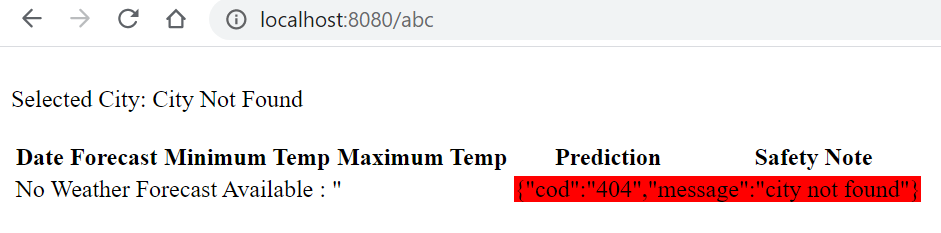 localhost:8080/abc
Selected City: City Not Found
Date Forecast Minimum Temp Maximum Temp Prediction Safety Note
No Weather Forecast Available : " {"cod":"404","message":"city not found"}